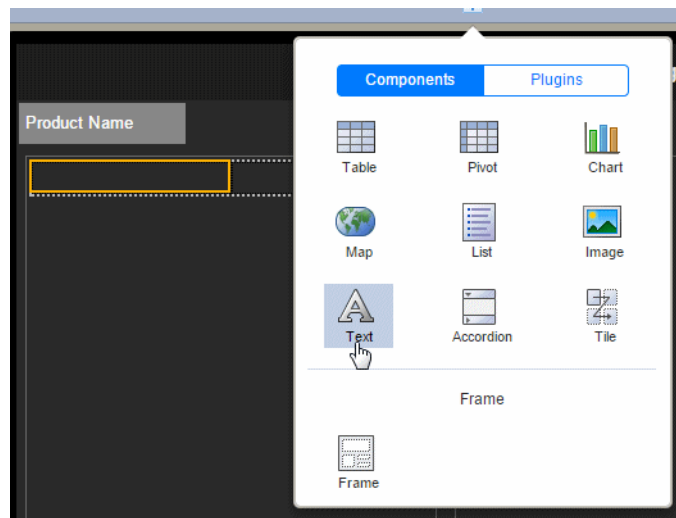 Components Plugins
Product Name
Table Pivot Chart
Map List Image
Text Accordion Tile
Frame
Frame